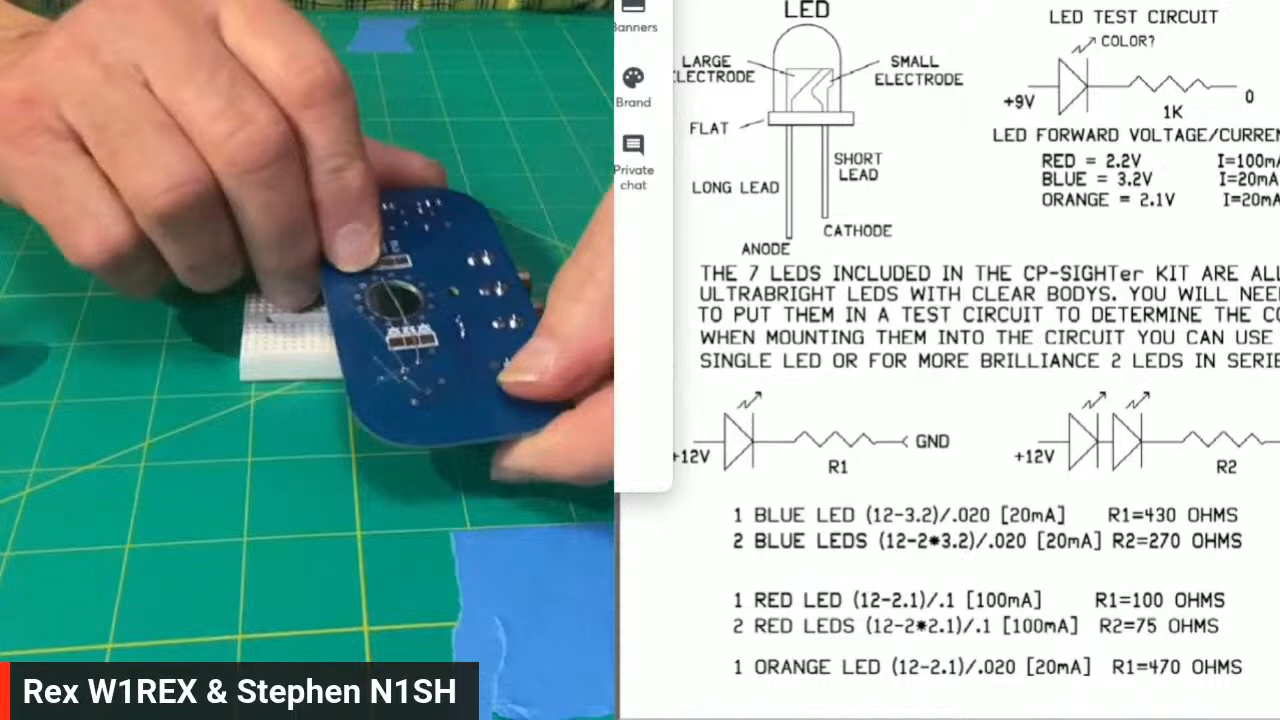 Banners
Brand
Private
chat
LED
LARGE
ELECTRODE
SMALL
ELECTRODE
FLAT
LONG LEAD
SHORT
LEAD
ANODE
CATHODE
LED TEST CIRCUIT
COLOR?
+9V
1K
0
LED FORWARD VOLTAGE/CURREN
RED = 2.2V I=100mA
BLUE = 3.2V I=20mA
ORANGE = 2.1V I=20mA
THE 7 LEDS INCLUDED IN THE CP-SIGHTer KIT ARE ALL
ULTRABRIGHT LEDS WITH CLEAR BODYS. YOU WILL NEE
TO PUT THEM IN A TEST CIRCUIT TO DETERMINE THE CO
WHEN MOUNTING THEM INTO THE CIRCUIT YOU CAN USE
SINGLE LED OR FOR MORE BRILLIANCE 2 LEDS IN SERIE
+12V
R1
GND
+12V
R2
1 BLUE LED (12-3.2)/.020 [20mA] R1=430 OHMS
2 BLUE LEDS (12-2*3.2)/.020 [20mA] R2=270 OHMS
1 RED LED (12-2.1)/.1 [100mA] R1=100 OHMS
2 RED LEDS (12-2*2.1)/.1 [100mA] R2=75 OHMS
1 ORANGE LED (12-2.1)/.020 [20mA] R1=470 OHMS
Rex W1REX & Stephen N1SH